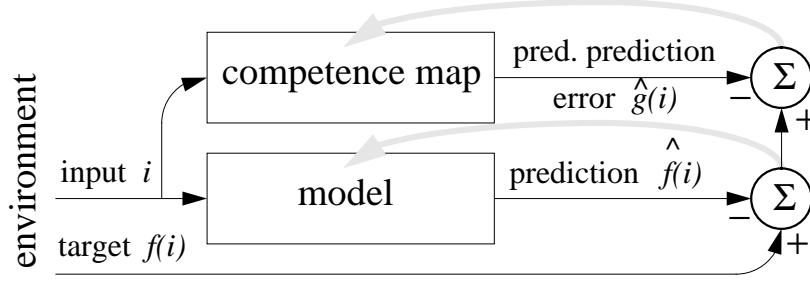 environment
competence map
pred. prediction
error ĝ(i)
Σ
−
+
input i
model
prediction f̂(i)
Σ
−
+
target f(i)